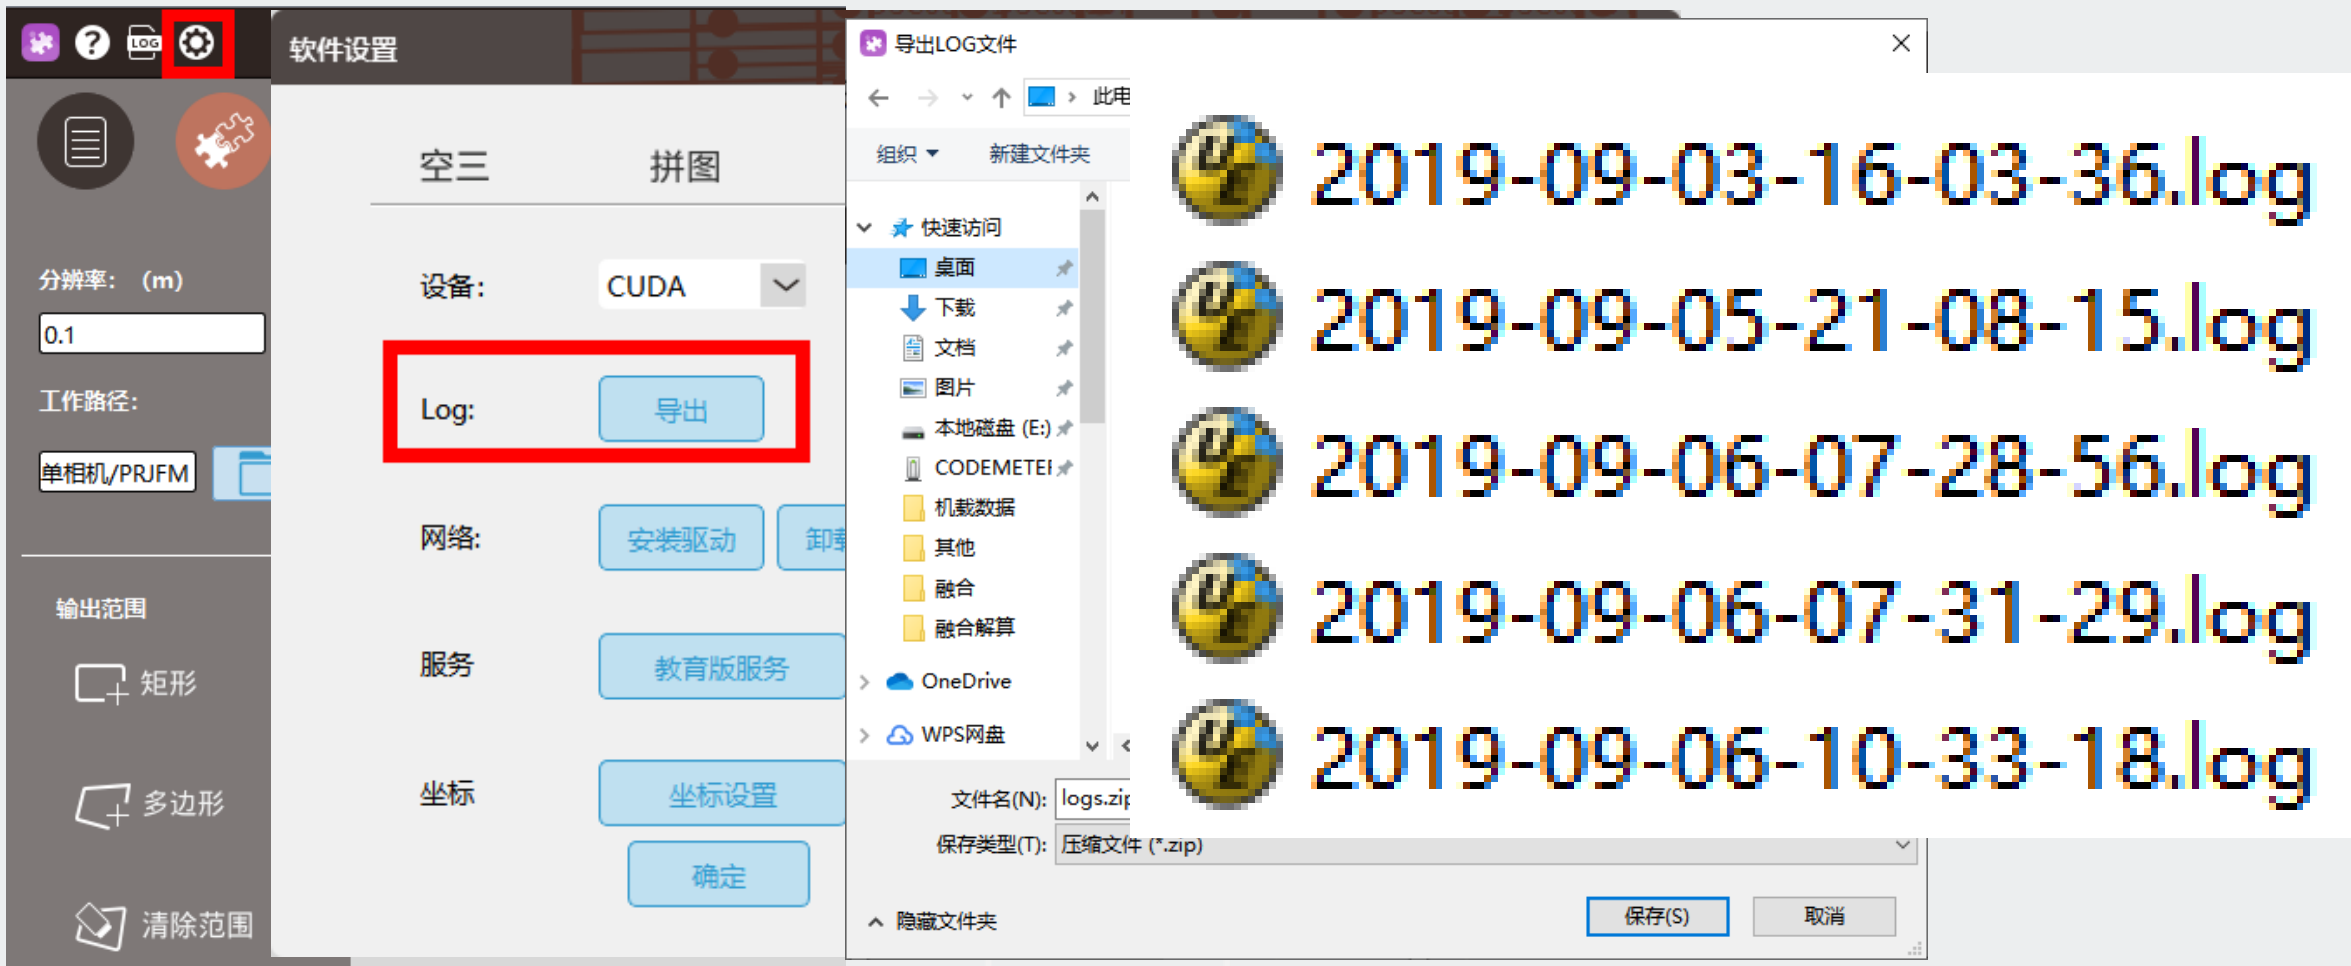 LOG
分辨率： （m）
0.1
工作路径:
单相机/PRJFM
输出范围
矩形
多边形
清除范围
软件设置
空三 拼图
设备: CUDA
Log: 导出
网络: 安装驱动
服务 教育版服务
坐标 坐标设置
确定
导出LOG文件
此电
组织 新建文件夹
快速访问
桌面
下载
文档
图片
本地磁盘 (E:)
CODEMETE
机载数据
其他
融合
融合解算
OneDrive
WPS网盘
文件名(N): logs.zip
保存类型(T): 压缩文件 (*.zip)
隐藏文件夹
保存(S) 取消
2019-09-03-16-03-36.log
2019-09-05-21-08-15.log
2019-09-06-07-28-56.log
2019-09-06-07-31-29.log
2019-09-06-10-33-18.log